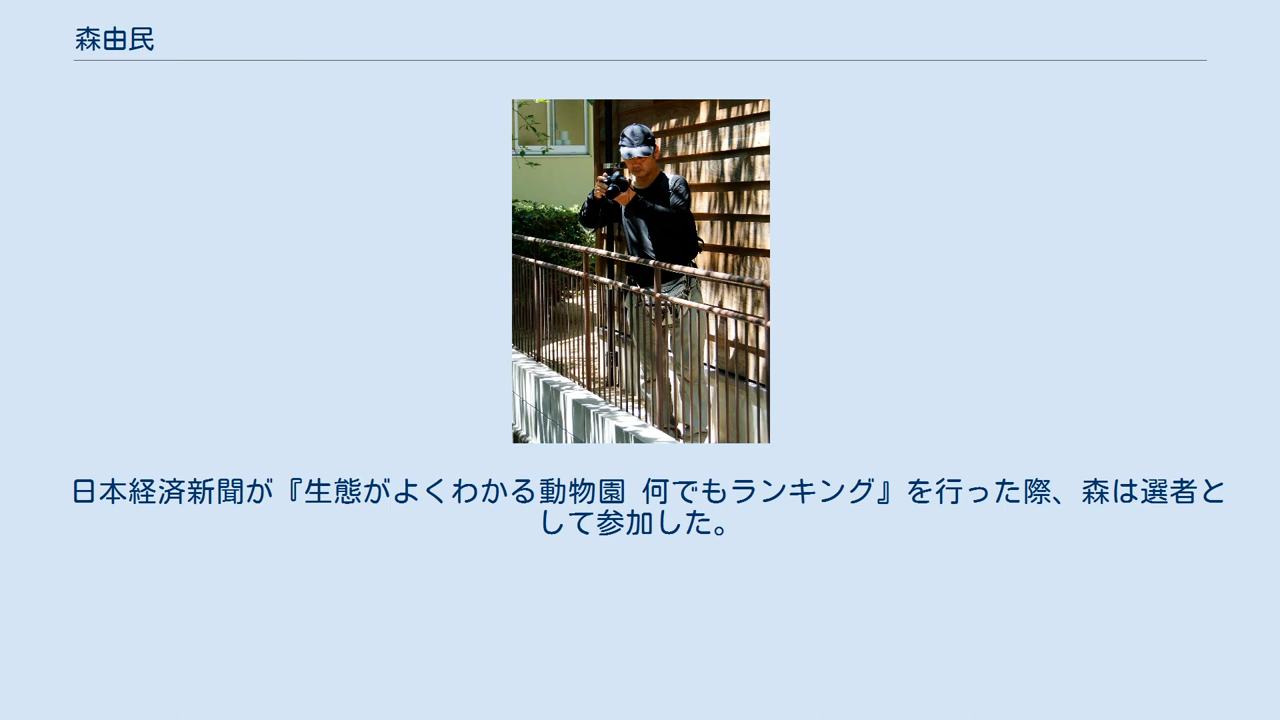 森由民
日本経済新聞が『生態がよくわかる動物園 何でもランキング』を行った際、森は選者と
して参加した。